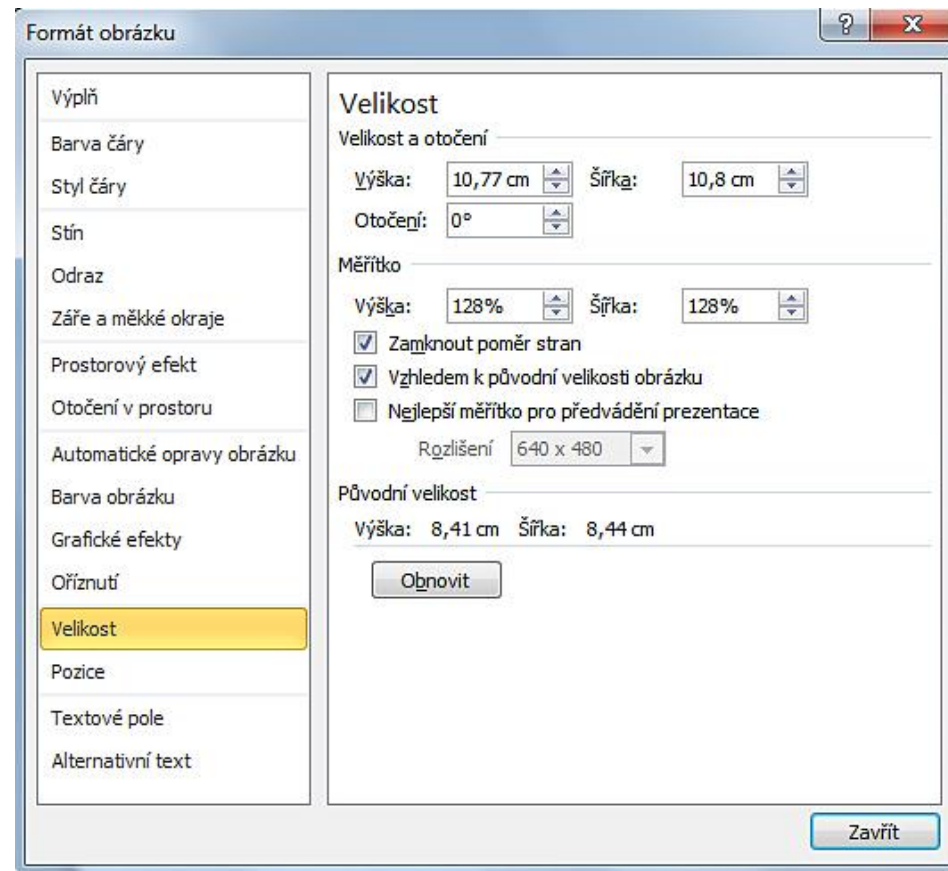 Formát obrázku
Výplň
Barva čáry
Styl čáry
Stín
Odraz
Záře a měkké okraje
Prostorový efekt
Otočení v prostoru
Automatické opravy obrázku
Barva obrázku
Grafické efekty
Oříznutí
Velikost
Pozice
Textové pole
Alternativní text
Velikost
Velikost a otočení
Výška: 10,77 cm Šířka: 10,8 cm
Otočení: 0°
Měřítko
Výška: 128% Šířka: 128%
Zamknout poměr stran
Vzhledem k původní velikosti obrázku
Nejlepší měřítko pro předvádění prezentace
Rozlišení 640 x 480
Původní velikost
Výška: 8,41 cm Šířka: 8,44 cm
Obnovit
Zavřít